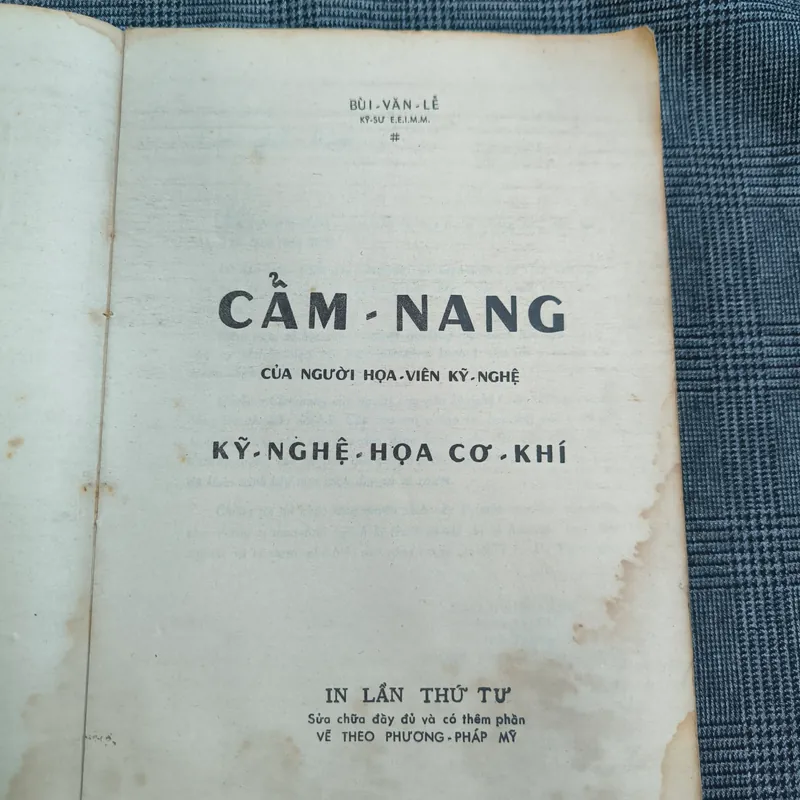 BÙI-VĂN-LỄ
KỸ-SƯ E.E.I.M.M.
#
CẨM-NANG
CỦA NGƯỜI HỌA-VIÊN KỸ-NGHỆ
KỸ-NGHỆ-HỌA CƠ-KHÍ
IN LẦN THỨ TƯ
Sửa chữa đầy đủ và có thêm phần
VẼ THEO PHƯƠNG-PHÁP MỸ